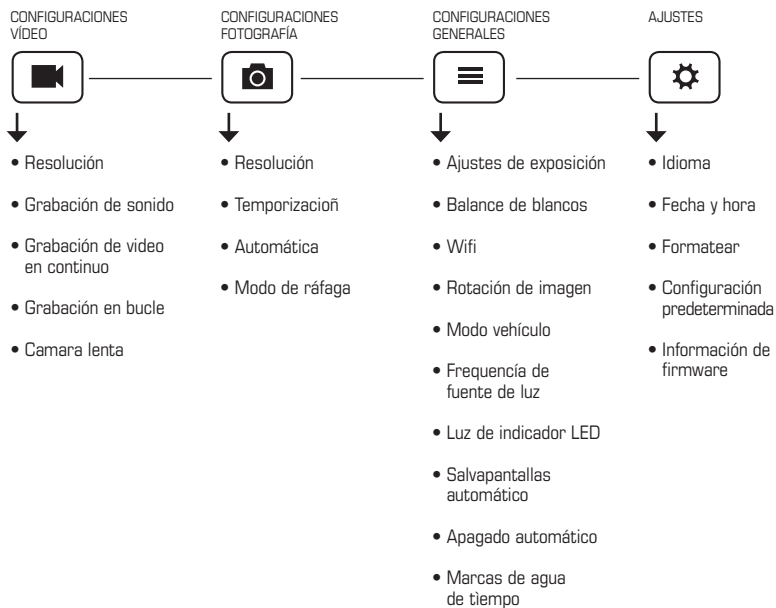 CONFIGURACIONES
VÍDEO
• Resolución
• Grabación de sonido
• Grabación de video
en continuo
• Grabación en bucle
• Camara lenta
CONFIGURACIONES
FOTOGRAFÍA
• Resolución
• Temporizacioñ
• Automática
• Modo de ráfaga
CONFIGURACIONES
GENERALES
• Ajustes de exposición
• Balance de blancos
• Wifi
• Rotación de imagen
• Modo vehículo
• Frequencía de
fuente de luz
• Luz de indicador LED
• Salvapantallas
automático
• Apagado automático
• Marcas de agua
de tìempo
AJUSTES
• Idioma
• Fecha y hora
• Formatear
• Configuración
predeterminada
• Información de
firmware